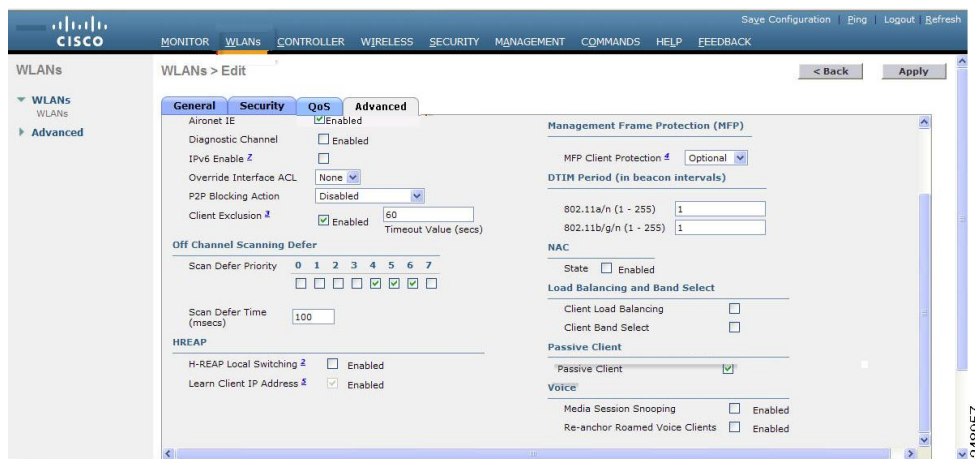 Save Configuration Ping Logout Refresh
CISCO
MONITOR WLANs CONTROLLER WIRELESS SECURITY MANAGEMENT COMMANDS HELP FEEDBACK
WLANs
WLANs > Edit
< Back
Apply
WLANs
WLANs
Advanced
General Security QoS Advanced
Aironet IE Enabled
Diagnostic Channel Enabled
IPv6 Enable 7
Override Interface ACL None
P2P Blocking Action Disabled
Client Exclusion 3 Enabled 60
Timeout Value (secs)
Off Channel Scanning Defer
Scan Defer Priority 0 1 2 3 4 5 6 7
Scan Defer Time
(msecs)
100
HREAP
H-REAP Local Switching 2 Enabled
Learn Client IP Address 5 Enabled
Management Frame Protection (MFP)
MFP Client Protection 4 Optional
DTIM Period (in beacon intervals)
802.11a/n (1 - 255) 1
802.11b/g/n (1 - 255) 1
NAC
State Enabled
Load Balancing and Band Select
Client Load Balancing
Client Band Select
Passive Client
Passive Client
Voice
Media Session Snooping Enabled
Re-anchor Roamed Voice Clients Enabled